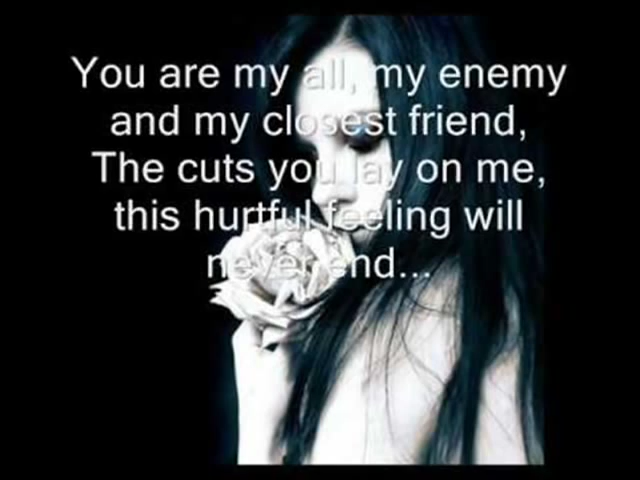 You are my all, my enemy
and my closest friend,
The cuts you lay on me,
this hurtful feeling will
never end...